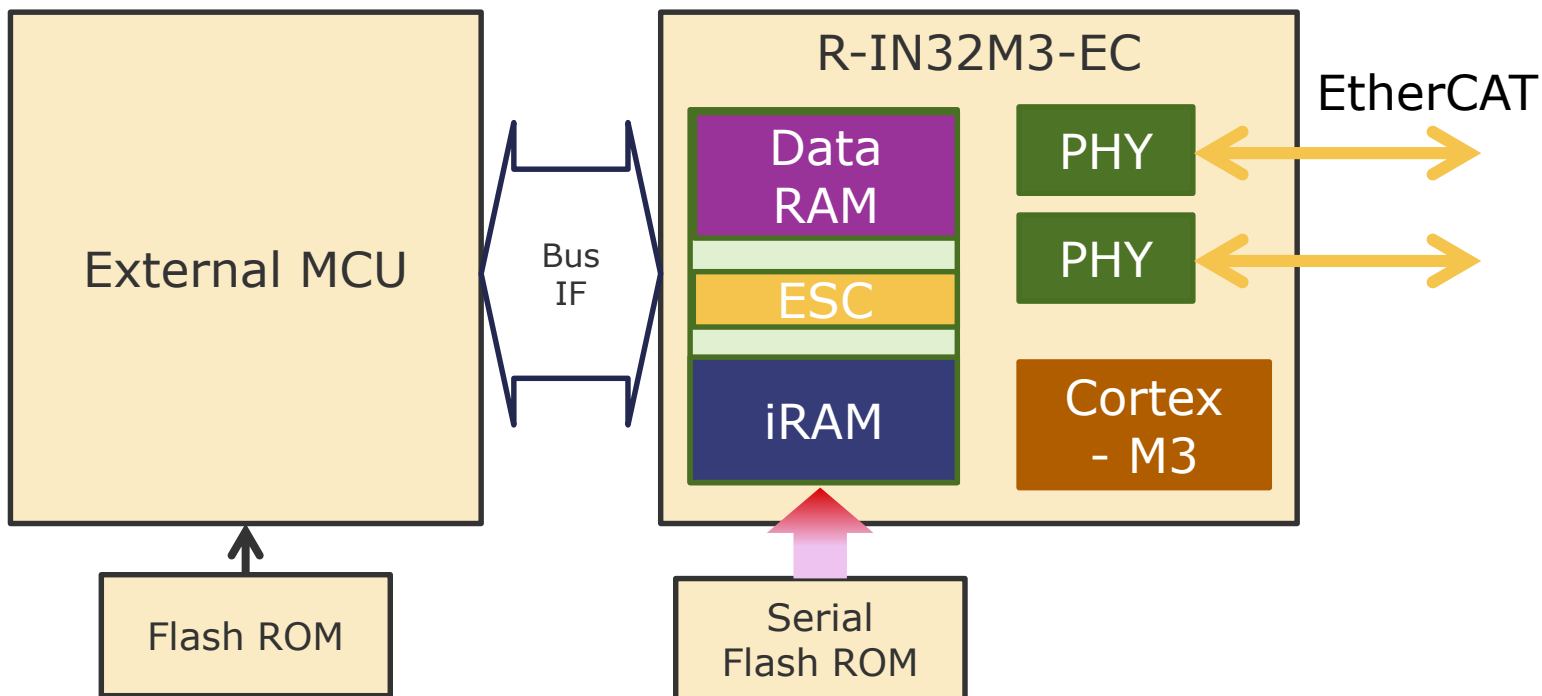 R-IN32M3-EC
EtherCAT
External MCU
Bus
IF
Data
RAM
ESC
iRAM
PHY
PHY
Cortex
- M3
Flash ROM
Serial
Flash ROM